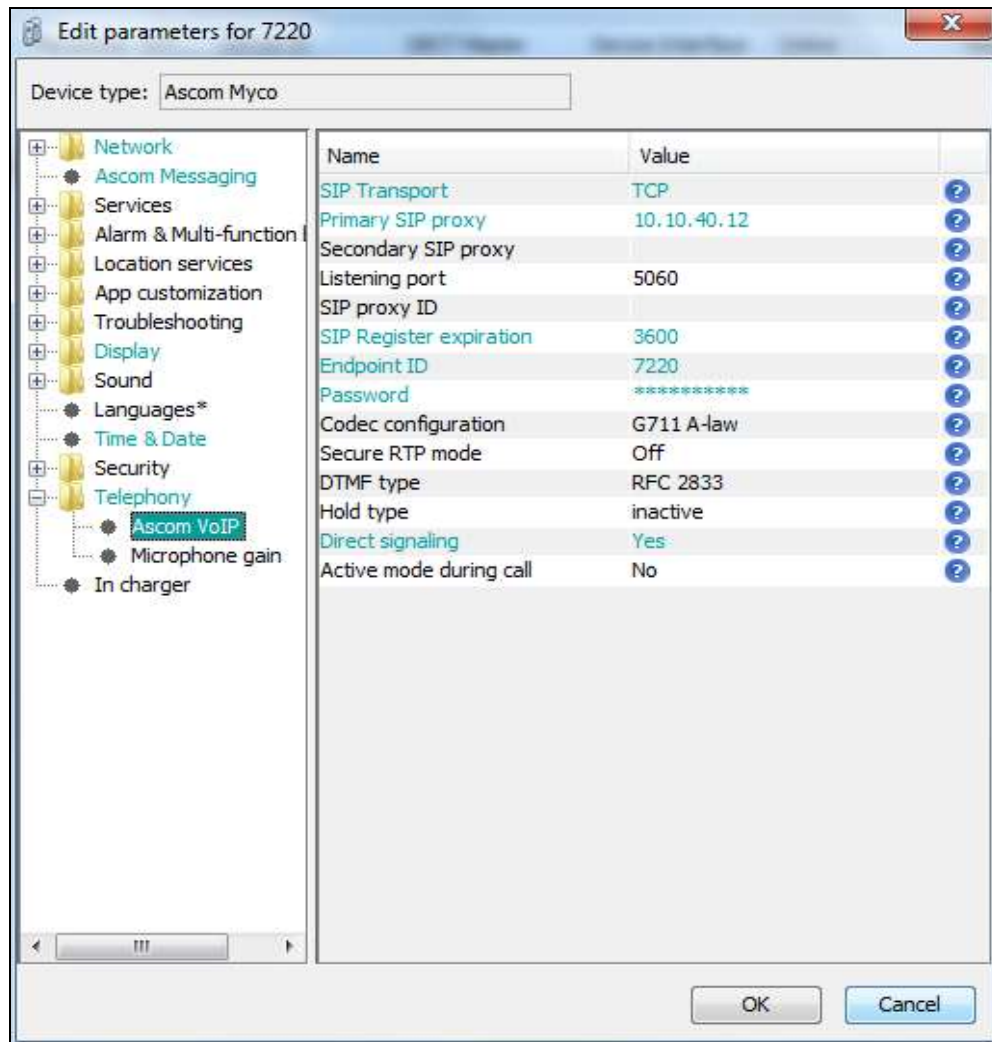 Edit parameters for 7220
Device type: Ascom Myco
Network
Ascom Messaging
Services
Alarm & Multi-function
Location services
App customization
Troubleshooting
Display
Sound
Languages*
Time & Date
Security
Telephony
Ascom VoIP
Microphone gain
In charger
Name Value
SIP Transport TCP
Primary SIP proxy 10.10.40.12
Secondary SIP proxy
Listening port 5060
SIP proxy ID
SIP Register expiration 3600
Endpoint ID 7220
Password **********
Codec configuration G711 A-law
Secure RTP mode Off
DTMF type RFC 2833
Hold type inactive
Direct signaling Yes
Active mode during call No
OK Cancel